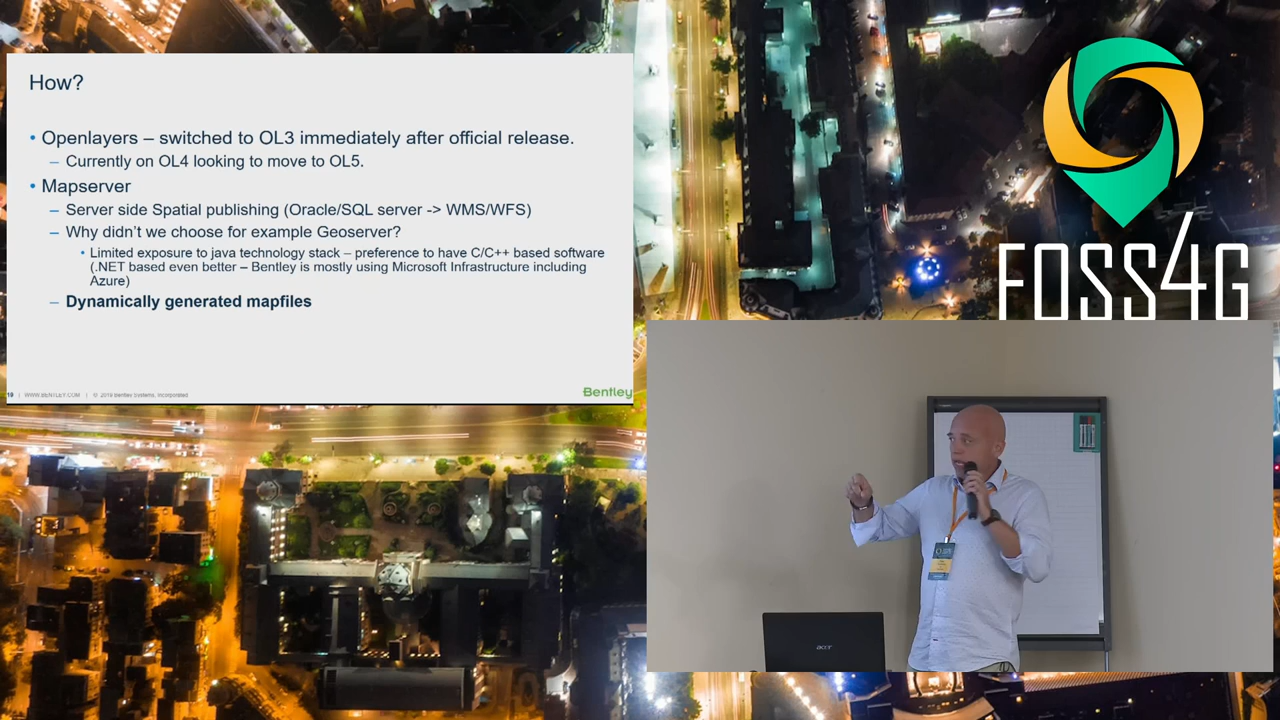 How?
• Openlayers – switched to OL3 immediately after official release.
– Currently on OL4 looking to move to OL5.
• Mapserver
– Server side Spatial publishing (Oracle/SQL server -> WMS/WFS)
– Why didn't we choose for example Geoserver?
• Limited exposure to java technology stack – preference to have C/C++ based software
(.NET based even better – Bentley is mostly using Microsoft Infrastructure including
Azure)
– Dynamically generated mapfiles
19 | WWW.BENTLEY.COM | © 2019 Bentley Systems, Incorporated
Bentley
FOSS4G
acer